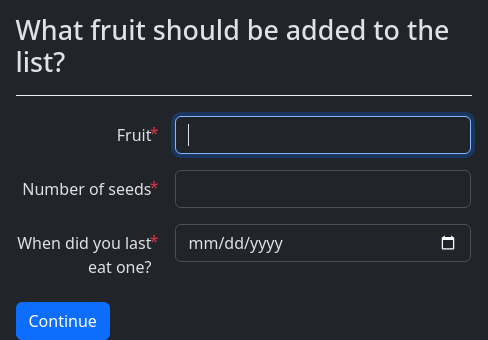 What fruit should be added to the
list?
Fruit*
Number of seeds*
When did you last*
eat one?
mm/dd/yyyy
Continue